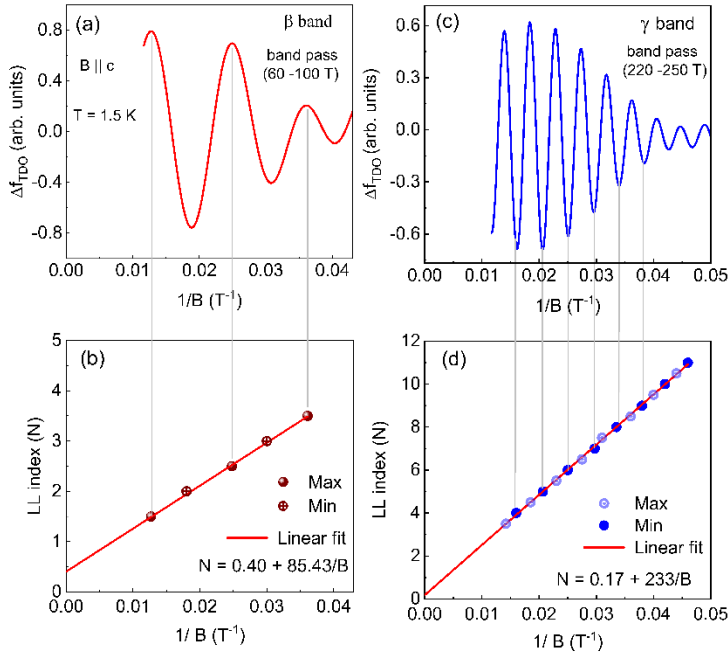 (a)
β band
B || c
band pass
(60 -100 T)
T = 1.5 K
0.8
0.4
0.0
-0.4
-0.8
Δf_TDO (arb. units)
0.00 0.01 0.02 0.03 0.04
1/B (T⁻¹)
(c)
γ band
band pass
(220 -250 T)
0.6
0.3
0.0
-0.3
-0.6
Δf_TDO (arb. units)
0.00 0.01 0.02 0.03 0.04 0.05
1/B (T⁻¹)
(b)
5
4
3
2
1
0
LL index (N)
Max
Min
Linear fit
N = 0.40 + 85.43/B
0.00 0.01 0.02 0.03 0.04
1/ B (T⁻¹)
(d)
12
10
8
6
4
2
0
LL index (N)
Max
Min
Linear fit
N = 0.17 + 233/B
0.00 0.01 0.02 0.03 0.04 0.05
1/ B (T⁻¹)